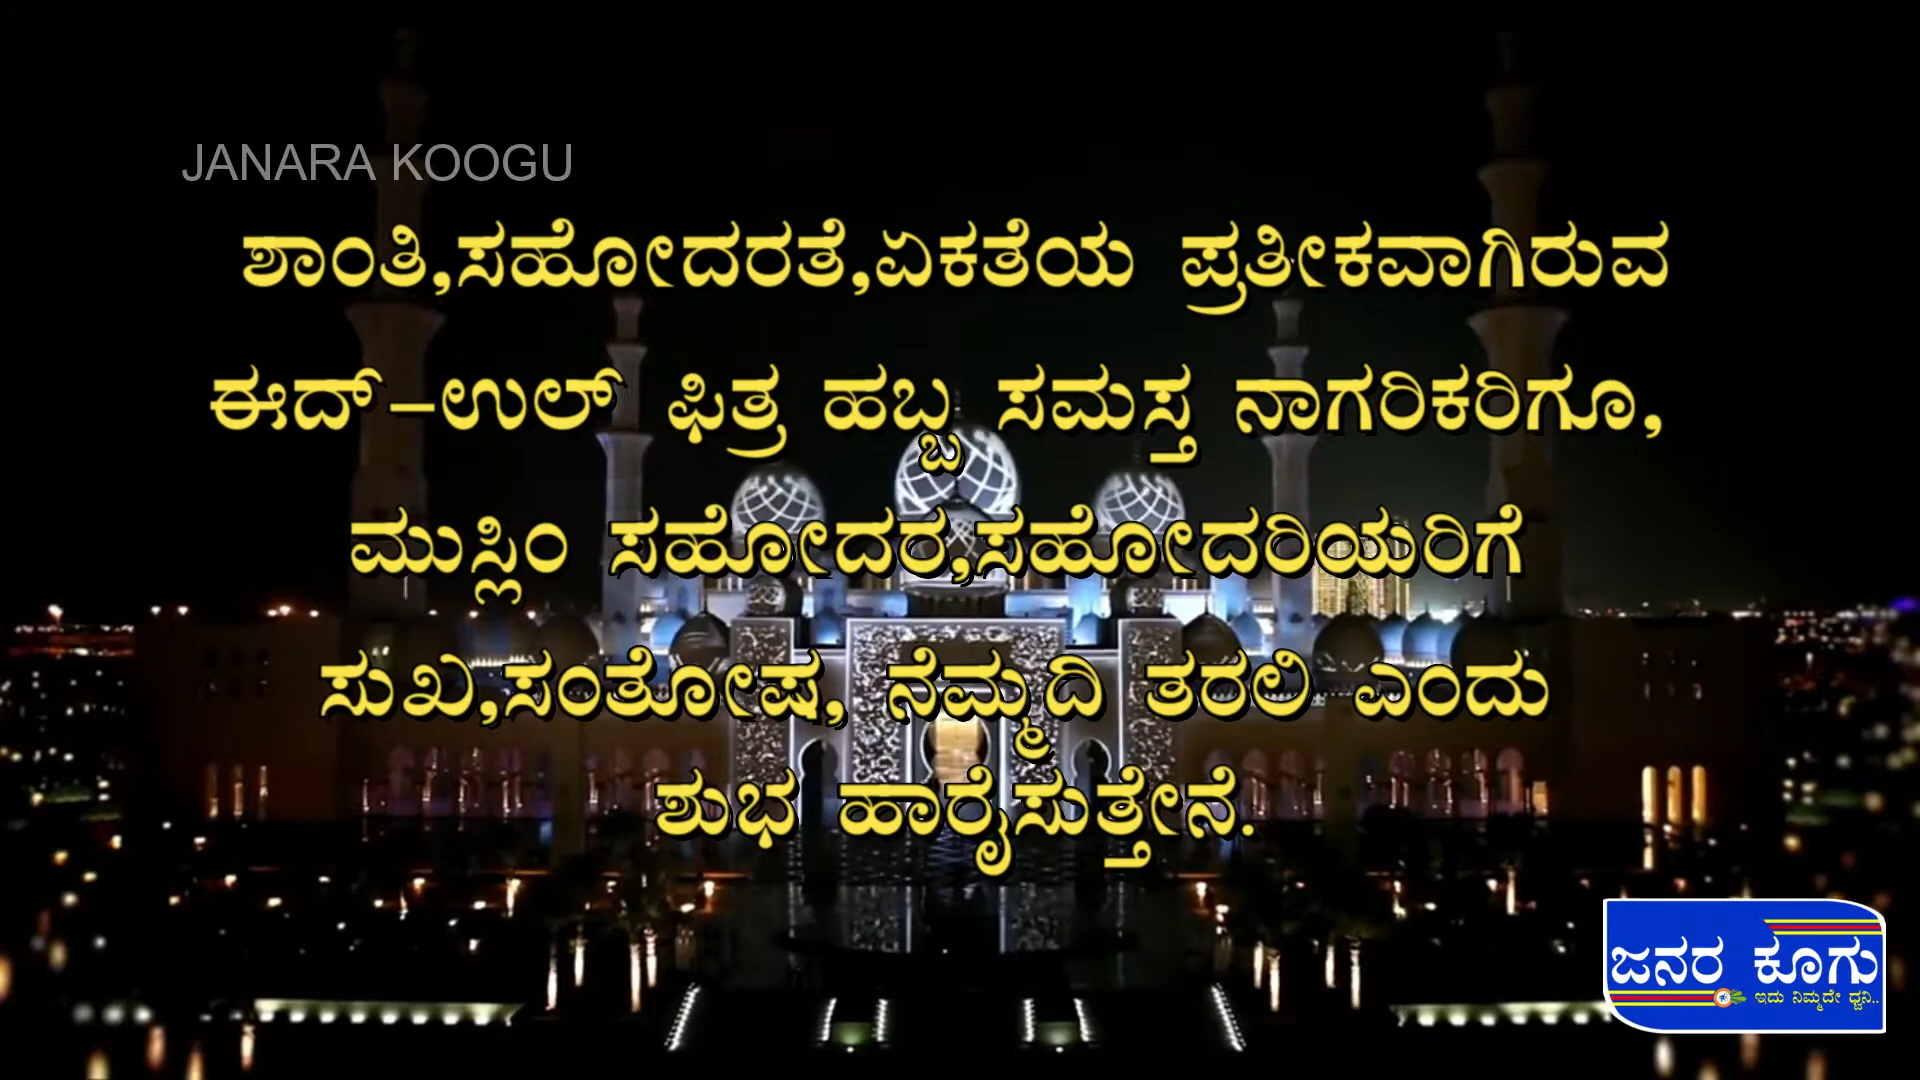 JANARA KOOGU
ಶಾಂತಿ,ಸಹೋದರತೆ,ಏಕತೆಯ ಪ್ರತೀಕವಾಗಿರುವ
ಈದ್-ಉಲ್ ಫಿತ್ರ ಹಬ್ಬ ಸಮಸ್ತ ನಾಗರಿಕರಿಗೂ,
ಮುಸ್ಲಿಂ ಸಹೋದರ,ಸಹೋದರಿಯರಿಗೆ
ಸುಖ,ಸಂತೋಷ, ನೆಮ್ಮದಿ ತರಲಿ ಎಂದು
ಶುಭ ಹಾರೈಸುತ್ತೇನೆ.
ಜನರ ಕೂಗು
ಇದು ನಿಮ್ಮದೇ ಧ್ವನಿ..